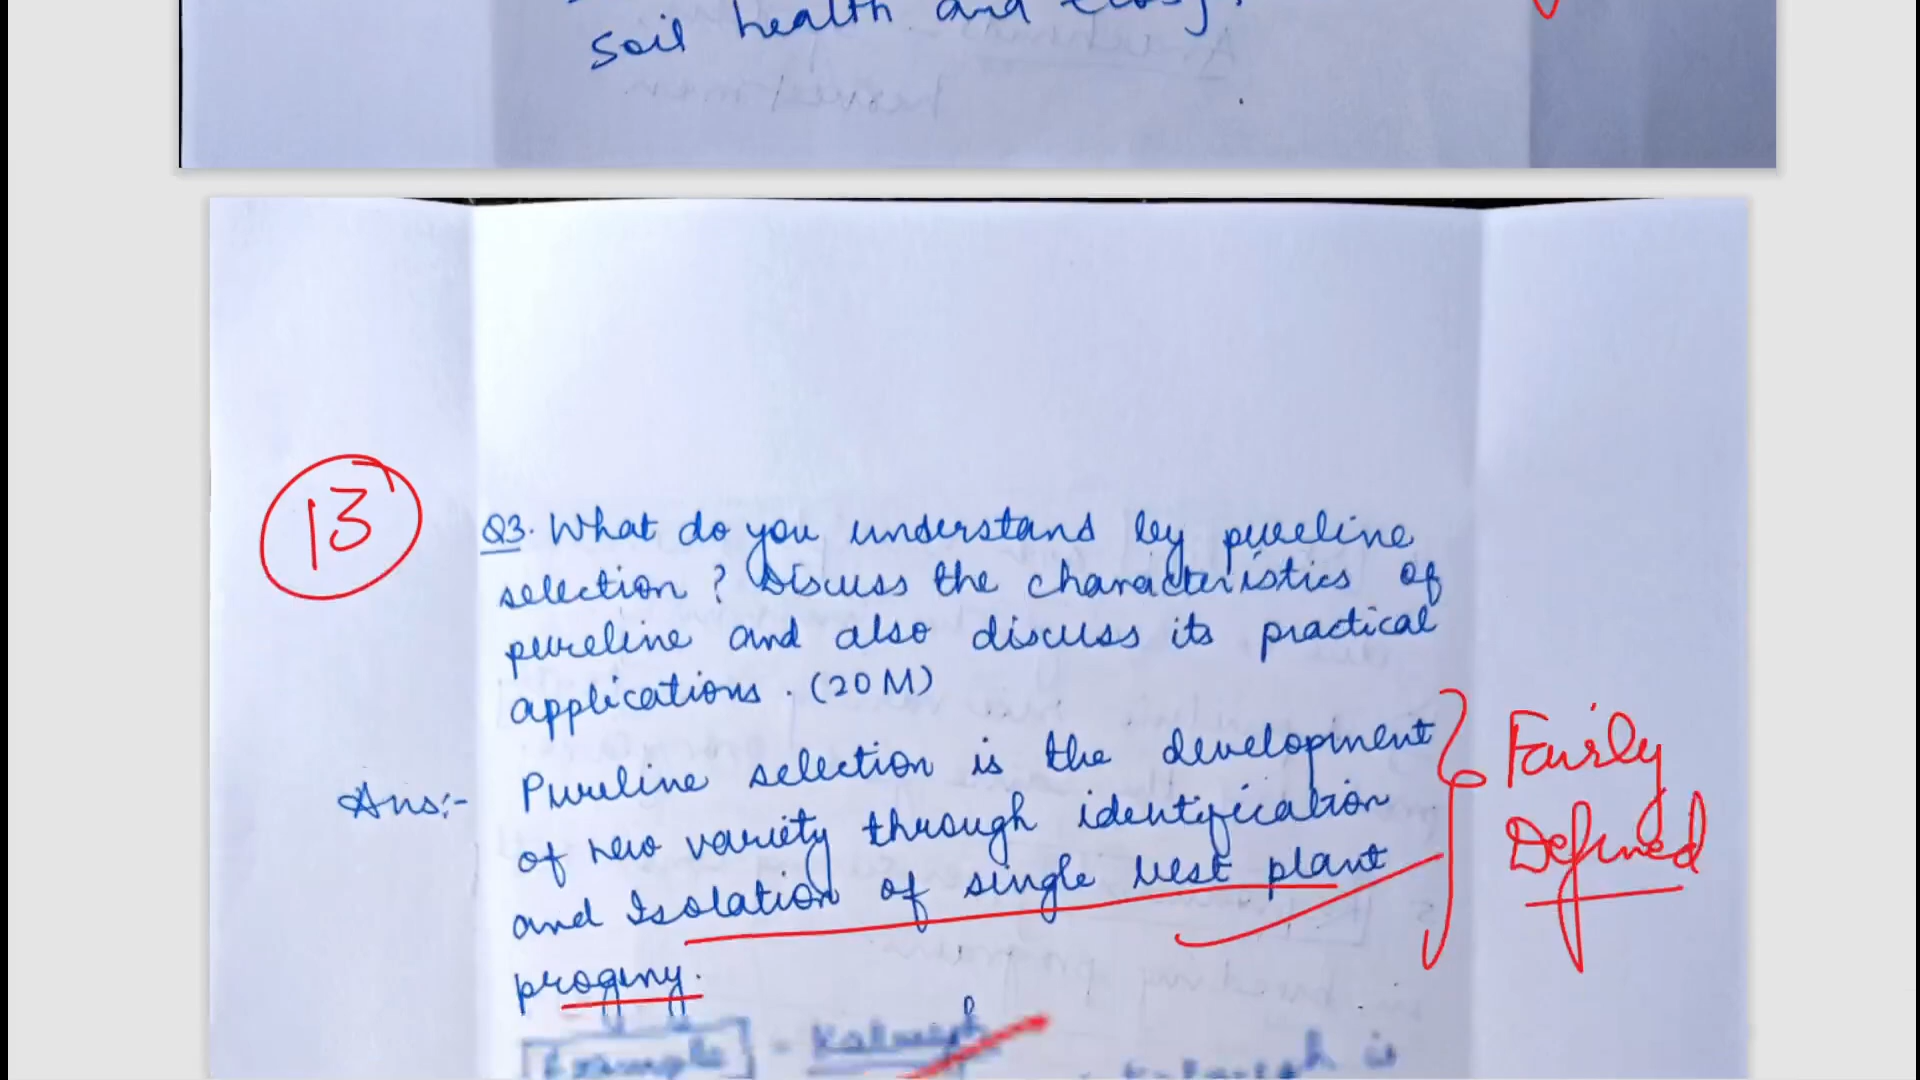 soil health and
13
Q3. What do you understand by pureline
selection? Discuss the characteristics of
pureline and also discuss its practical
applications. (20M)
Ans:- Pureline selection is the development
of new variety through identification
and Isolation of single best plant
progeny.
Fairly
Defined
Example -
is